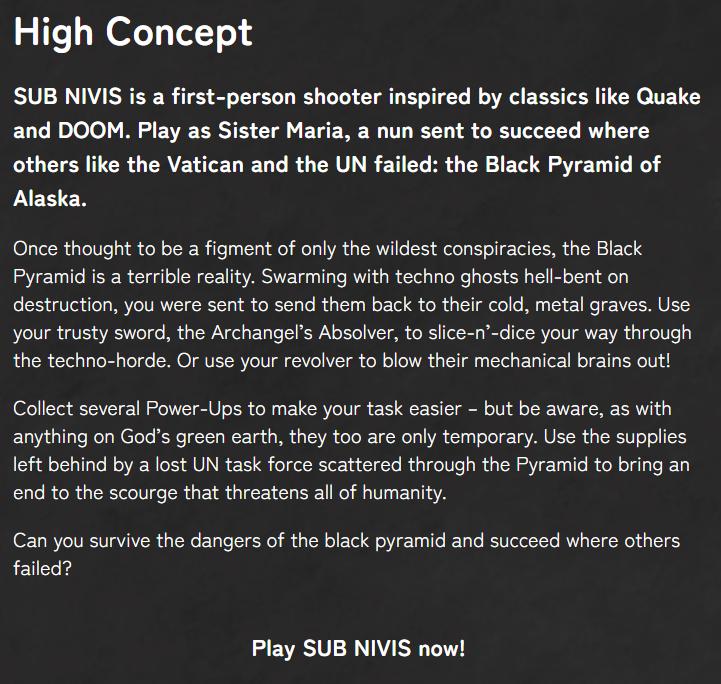 High Concept
SUB NIVIS is a first-person shooter inspired by classics like Quake
and DOOM. Play as Sister Maria, a nun sent to succeed where
others like the Vatican and the UN failed: the Black Pyramid of
Alaska.
Once thought to be a figment of only the wildest conspiracies, the Black
Pyramid is a terrible reality. Swarming with techno ghosts hell-bent on
destruction, you were sent to send them back to their cold, metal graves. Use
your trusty sword, the Archangel’s Absolver, to slice-n’-dice your way through
the techno-horde. Or use your revolver to blow their mechanical brains out!
Collect several Power-Ups to make your task easier – but be aware, as with
anything on God’s green earth, they too are only temporary. Use the supplies
left behind by a lost UN task force scattered through the Pyramid to bring an
end to the scourge that threatens all of humanity.
Can you survive the dangers of the black pyramid and succeed where others
failed?
Play SUB NIVIS now!